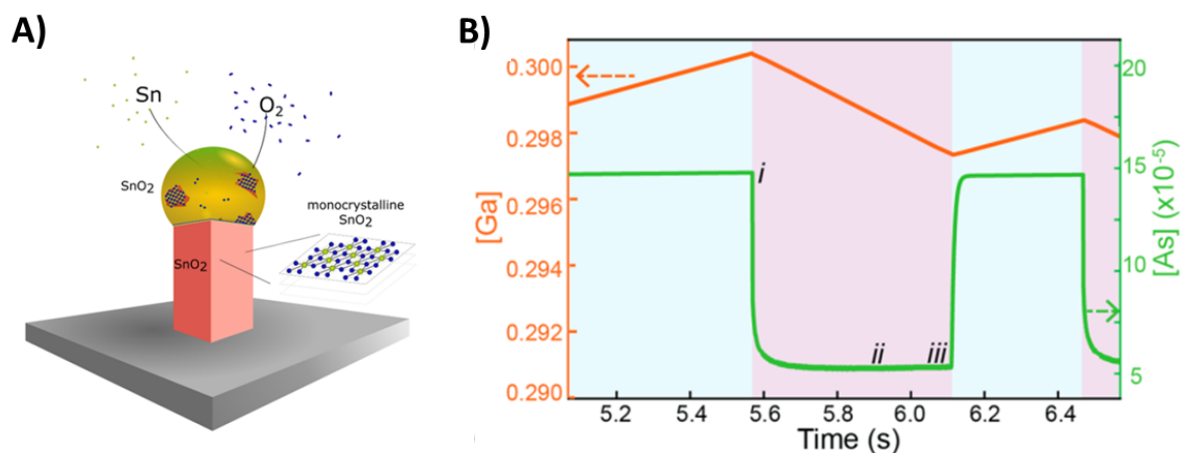 A)
Sn
O2
SnO2
monocrystalline
SnO2
SnO2
B)
0.300
0.298
0.296
0.294
0.292
0.290
[Ga]
i
ii
iii
20
15
10
5
[As] (x10-5)
5.2 5.4 5.6 5.8 6.0 6.2 6.4
Time (s)